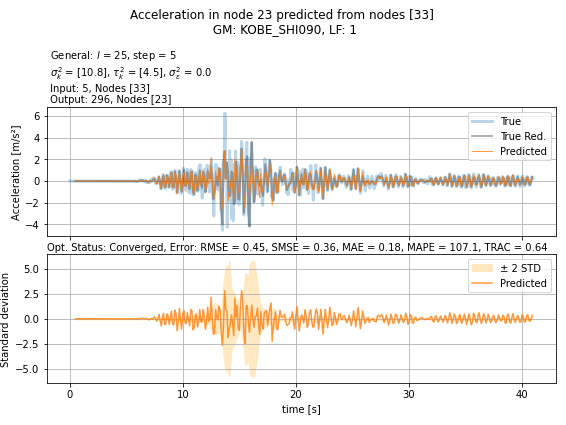 Acceleration in node 23 predicted from nodes [33]
GM: KOBE_SHI090, LF: 1
General: l = 25, step = 5
σ²ₖ = [10.8], τ²ₖ = [4.5], σ²ε = 0.0
Input: 5, Nodes [33]
Output: 296, Nodes [23]
6
4
2
0
−2
−4
Acceleration [m/s²]
True
True Red.
Predicted
Opt. Status: Converged, Error: RMSE = 0.45, SMSE = 0.36, MAE = 0.18, MAPE = 107.1, TRAC = 0.64
5.0
2.5
0.0
−2.5
−5.0
Standard deviation
± 2 STD
Predicted
0 10 20 30 40
time [s]